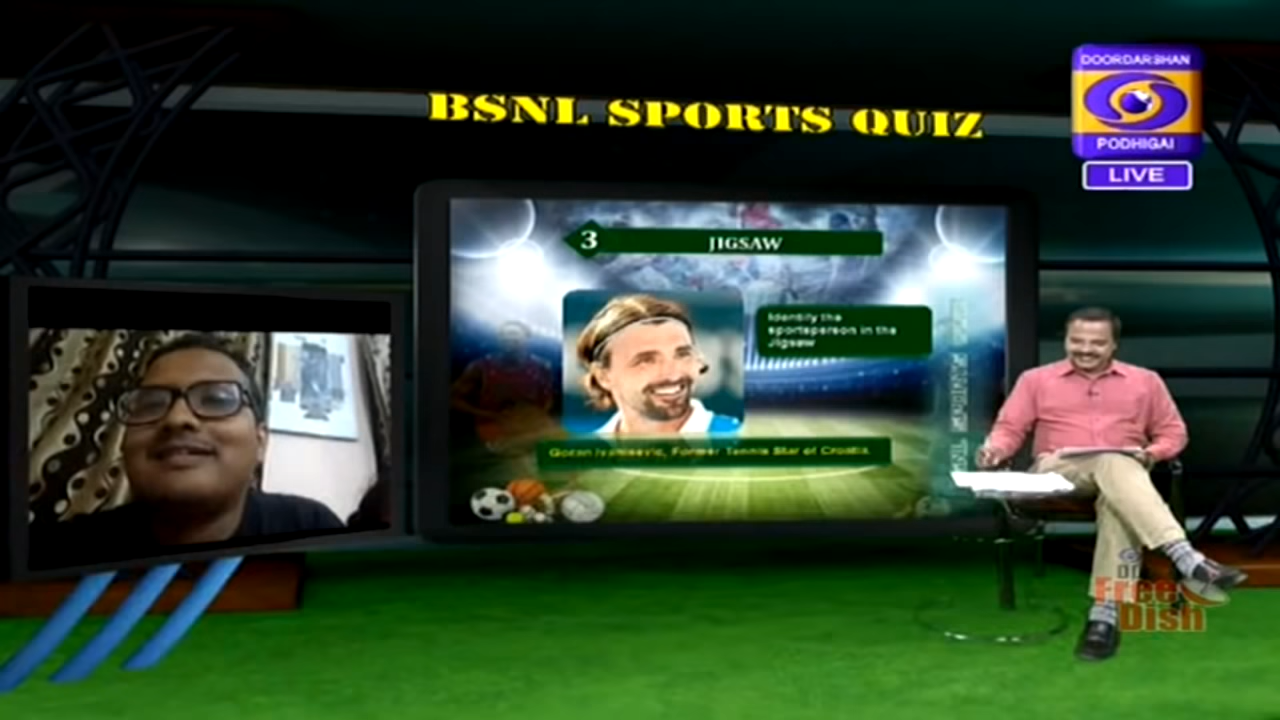 DOORDARSHAN
BSNL SPORTS QUIZ
PODHIGAI
LIVE
3 JIGSAW
Identify the
sportsperson in the
Jigsaw
Goran Ivanisevic, Former Tennis Star of Croatia.
Free
Dish